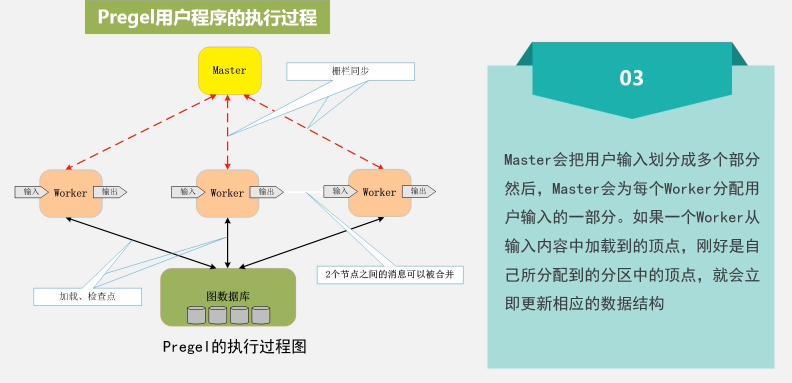 Pregel用户程序的执行过程
Master
栅栏同步
03
Master会把用户输入划分成多个部分
然后，Master会为每个Worker分配用
户输入的一部分。如果一个Worker从
输入内容中加载到的顶点，刚好是自
己所分配到的分区中的顶点，就会立
即更新相应的数据结构
输入 Worker 输出
输入 Worker 输出
输入 Worker 输出
2个节点之间的消息可以被合并
加载、检查点
图数据库
Pregel的执行过程图